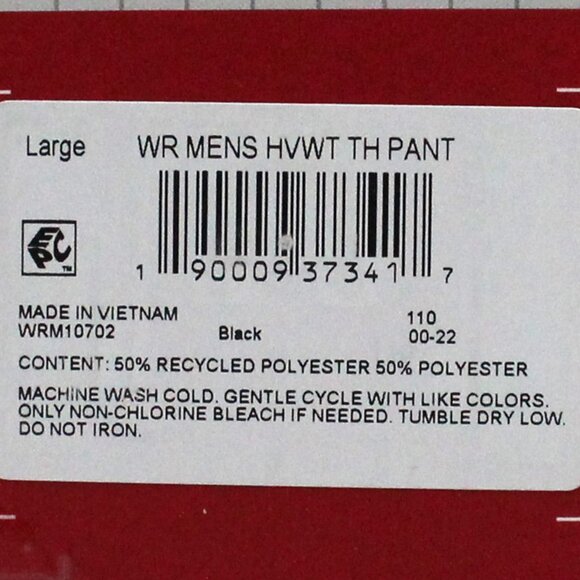 Large WR MENS HVWT TH PANT
EPC™
1 90009 37341 7
MADE IN VIETNAM 110
WRM10702 Black 00-22
CONTENT: 50% RECYCLED POLYESTER 50% POLYESTER
MACHINE WASH COLD. GENTLE CYCLE WITH LIKE COLORS.
ONLY NON-CHLORINE BLEACH IF NEEDED. TUMBLE DRY LOW.
DO NOT IRON.